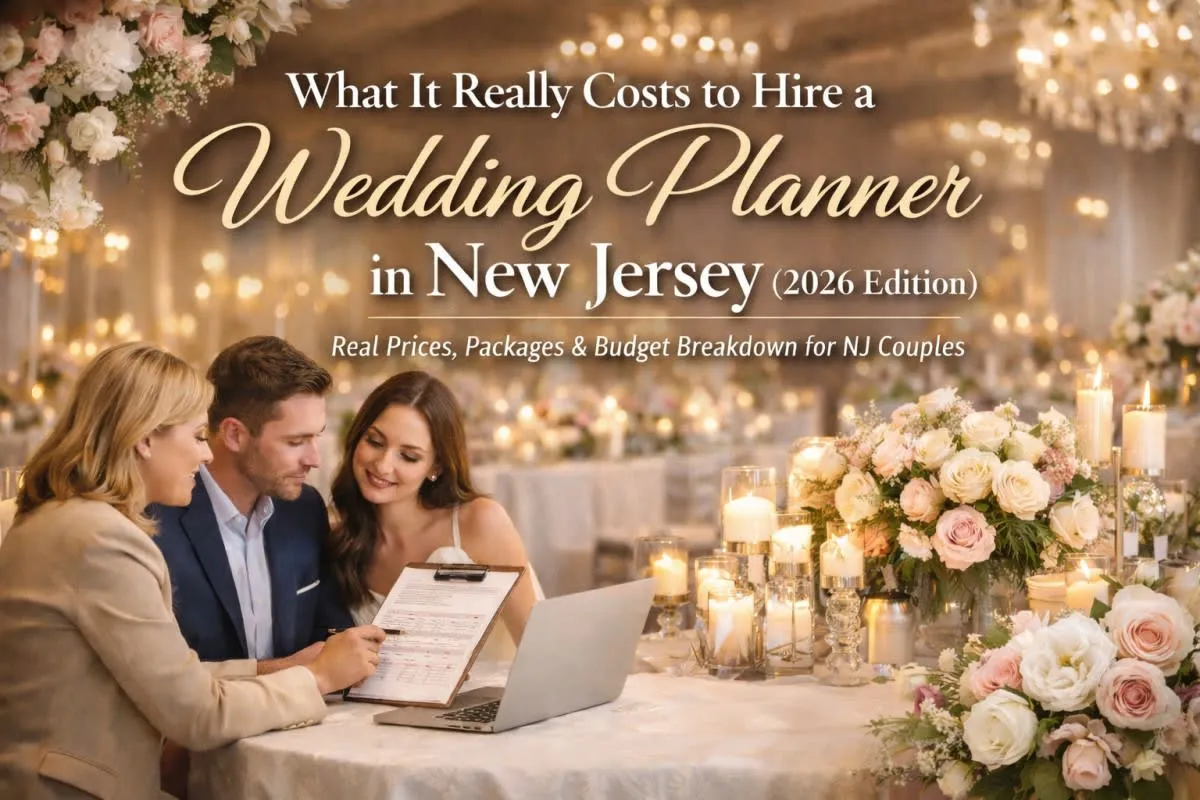 What It Really Costs to Hire a
Wedding Planner
in New Jersey (2026 Edition)
Real Prices, Packages & Budget Breakdown for NJ Couples